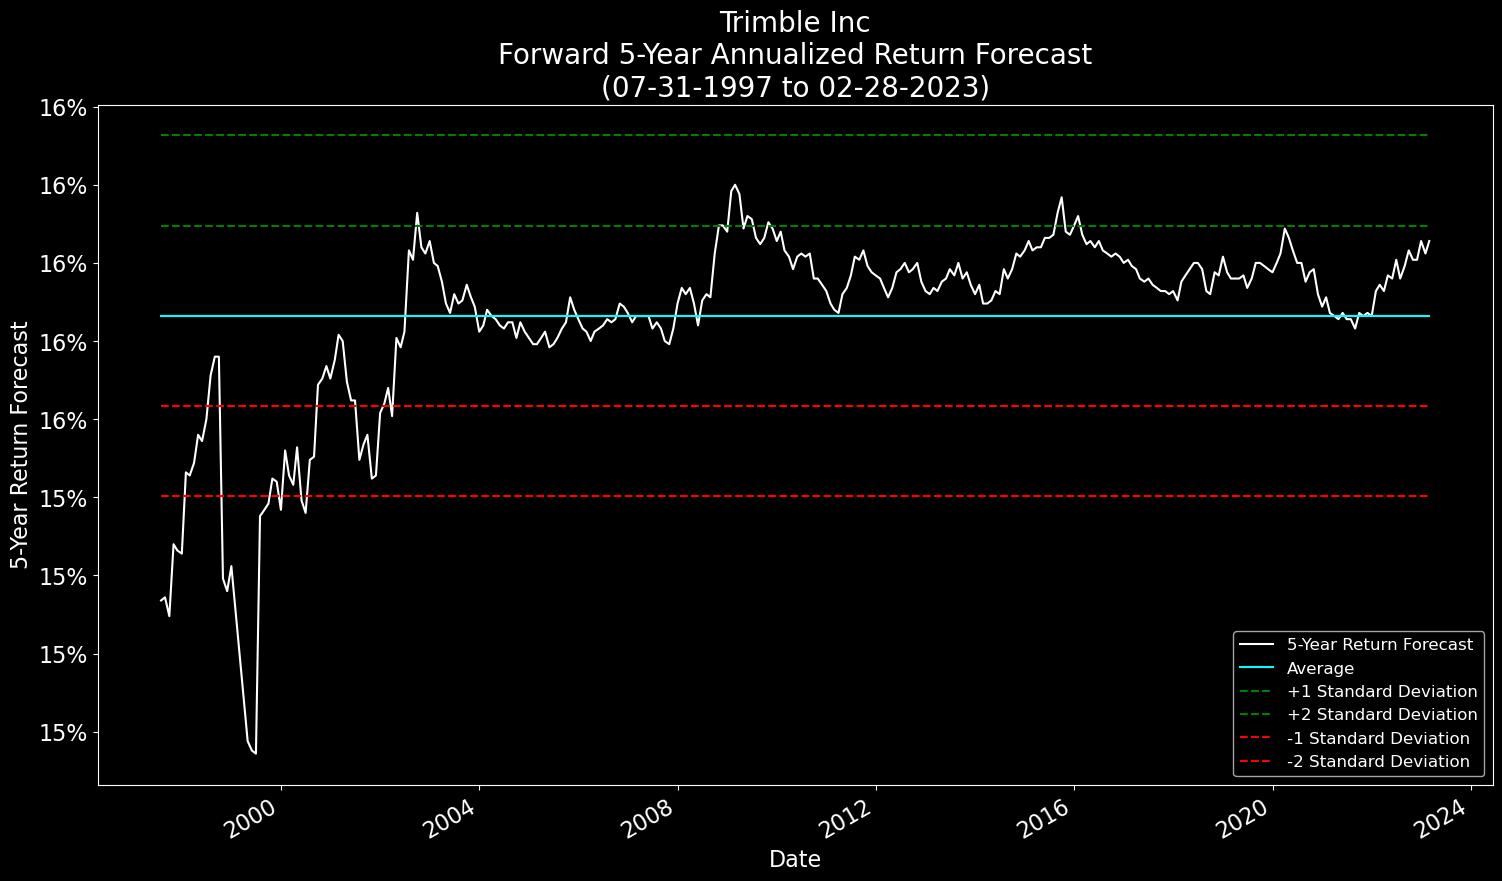 Trimble Inc
Forward 5-Year Annualized Return Forecast
(07-31-1997 to 02-28-2023)
16%
16%
16%
16%
16%
15%
15%
15%
15%
5-Year Return Forecast
2000
2004
2008
2012
2016
2020
2024
Date
5-Year Return Forecast
Average
+1 Standard Deviation
+2 Standard Deviation
-1 Standard Deviation
-2 Standard Deviation